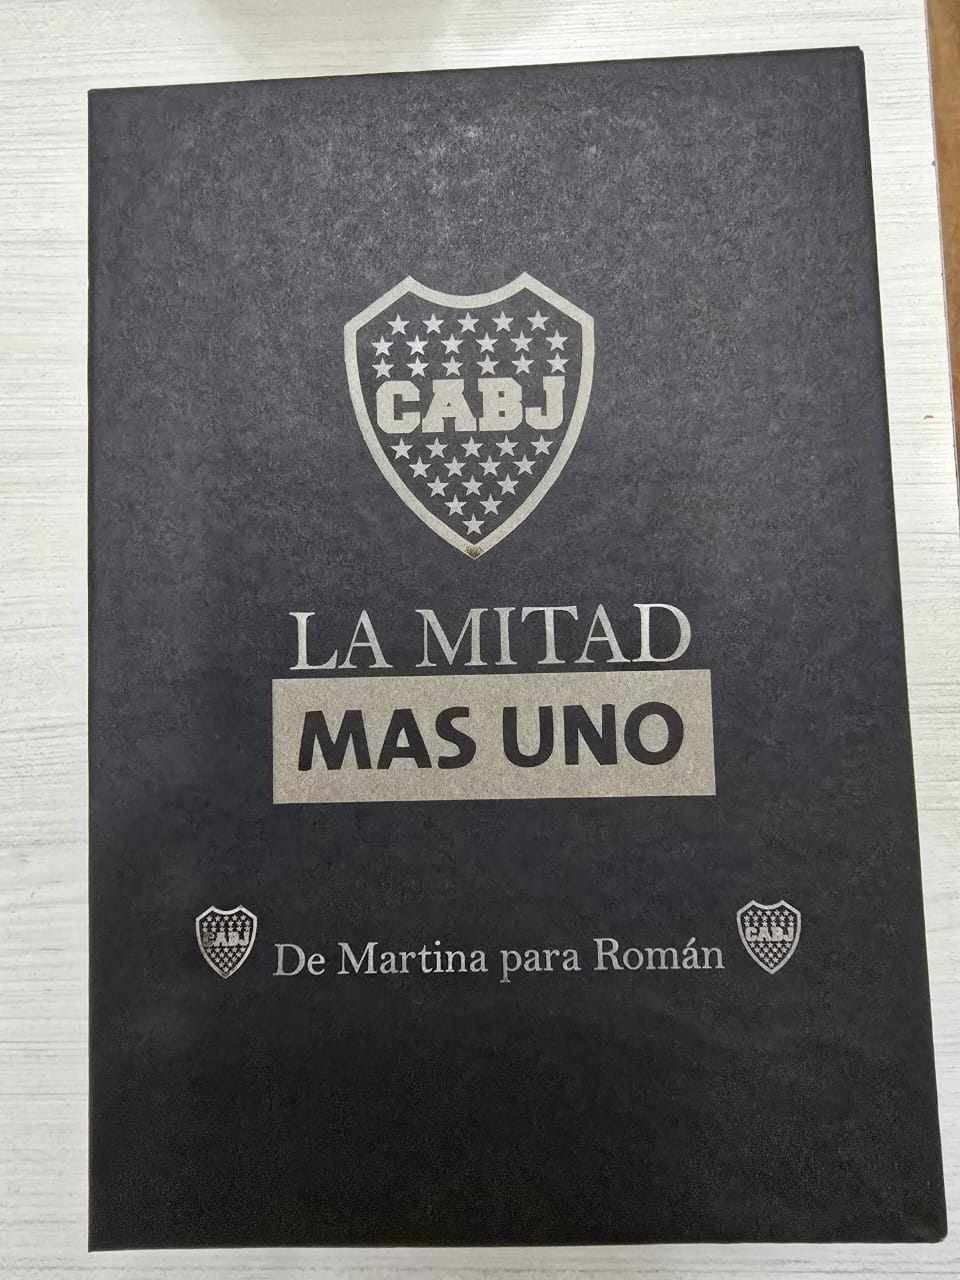 CABJ
LA MITAD
MAS UNO
CABJ De Martina para Román CABJ